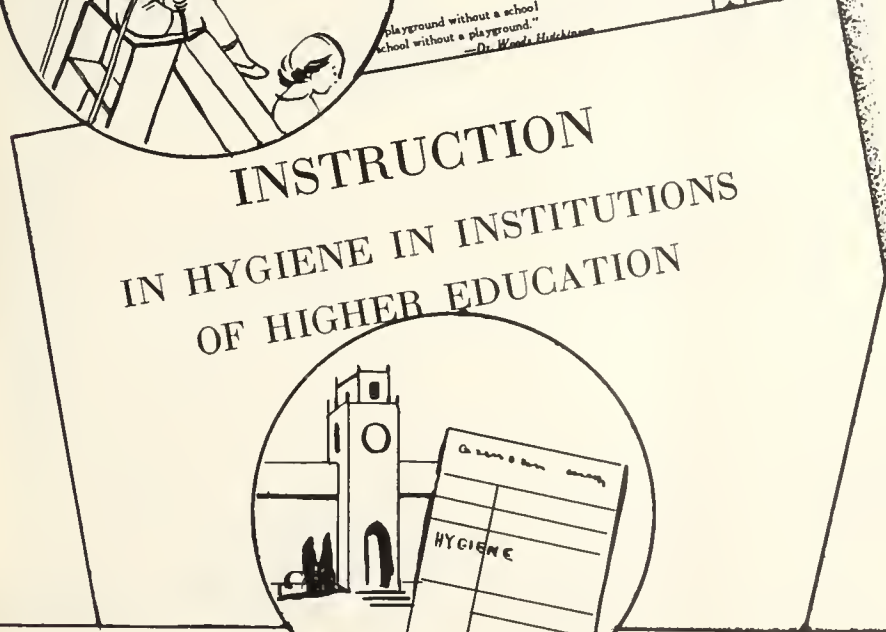 playground without a school
school without a playground."
—Dr. Woods Hutchinson
INSTRUCTION
IN HYGIENE IN INSTITUTIONS
OF HIGHER EDUCATION
HYGIENE